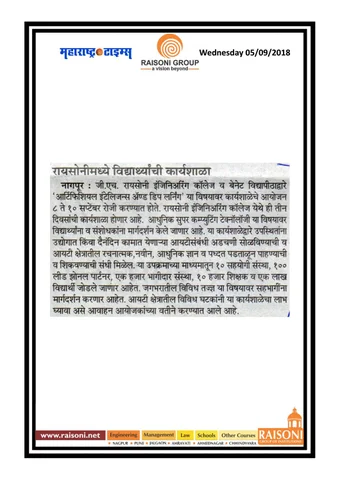 महाराष्ट्र टाइम्स
RAISONI GROUP
a vision beyond
Wednesday 05/09/2018
रायसोनीमध्ये विद्यार्थ्यांची कार्यशाळा
नागपूर : जी.एच. रायसोनी इंजिनिअरिंग कॉलेज व बेनेट विद्यापीठाद्वारे
'आर्टिफिशियल इंटेलिजन्स अ‍ॅण्ड डिप लर्निंग' या विषयावर कार्यशाळेचे आयोजन
८ ते १० सप्टेंबर रोजी करण्यात होते. रायसोनी इंजिनिअरिंग कॉलेज येथे ही तीन
दिवसांची कार्यशाळा होणार आहे. आधुनिक सुपर कम्प्युटिंग टेक्नॉलॉजी या विषयावर
विद्यार्थ्यांना व संशोधकांना मार्गदर्शन केले जाणार आहे. या कार्यशाळेद्वारे उपस्थितांना
उद्योगात किंवा दैनंदिन कामात येणाऱ्या आयटीसंबंधी अडचणी सोळविण्याची व
आयटी क्षेत्रातील रचनात्मक,नवीन, आधुनिक ज्ञान व पध्दत पडताळून पाहण्याची
व शिकवण्याची संधी मिळेल. या उपक्रमाच्या माध्यमातून १० सहयोगी संस्था, १००
लीड झोनल पार्टनर, एक हजार भागीदार संस्था, १० हजार शिक्षक व एक लाख
विद्यार्थी जोडले जाणार आहेत. जगभरातील विविध तज्ज्ञ या विषयावर सहभागींना
मार्गदर्शन करणार आहेत. आयटी क्षेत्रातील विविध घटकांनी या कार्यशाळेचा लाभ
घ्यावा असे आवाहन आयोजकांच्या वतीने करण्यात आले आहे.
www.raisoni.net Engineering Management Law Schools Other Courses RAISONI
GROUP
NAGPUR PUNE JALGAON AMRAVATI AHMEDNAGAR CHHINDWARA